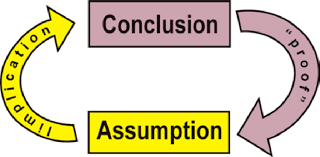 Conclusion
"proof"
Assumption
implication